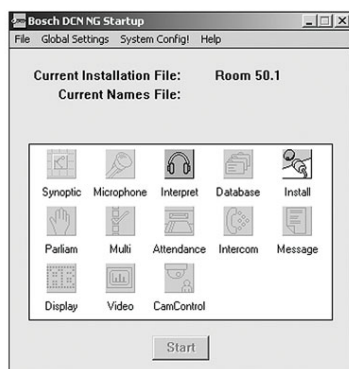 Bosch DCN NG Startup
File Global Settings System Config! Help
Current Installation File: Room 50.1
Current Names File:
Synoptic Microphone Interpret Database Install
Parliam Multi Attendance Intercom Message
Display Video CamControl
Start